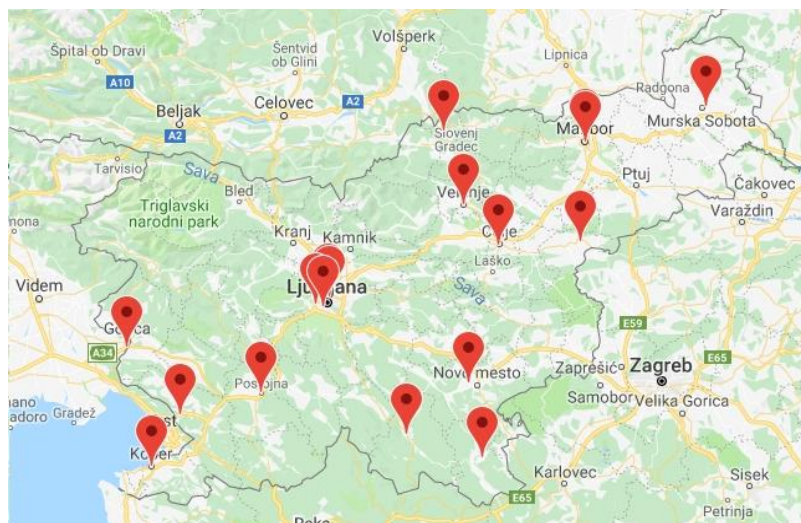 Volšperk
Lipnica
Špital ob Dravi
Šentvid
ob Glini
Radgona
A10
Celovec
A2
Beljak
A2
Murska Sobota
Slovenj
Gradec
Tarvisio
Sava
Bled
Ptuj
Čakovec
Triglavski
narodni park
Varaždin
Kranj
Kamnik
Laško
Videm
Sava
E59
A34
Postojna
Novo mesto
Zaprešić
Zagreb
E65
Samobor
Velika Gorica
Gradež
Karlovec
Sisek
E65
Petrinja